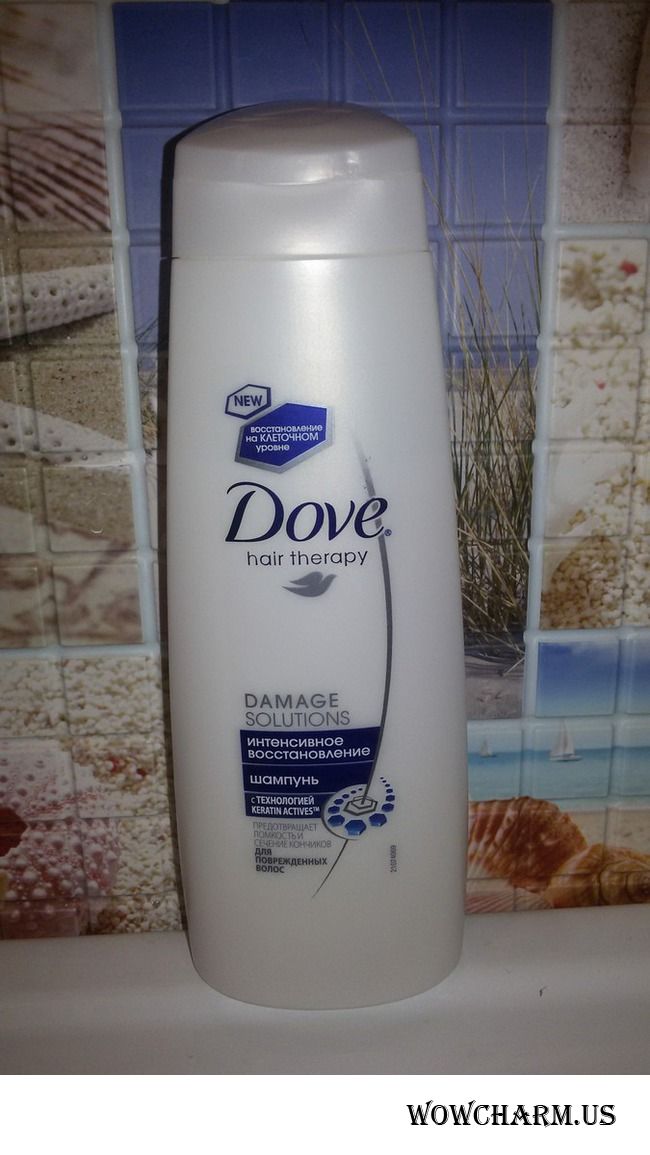 NEW
ВОССТАНОВЛЕНИЕ
на КЛЕТОЧНОМ
уровне
Dove®
hair therapy
DAMAGE
SOLUTIONS
ИНТЕНСИВНОЕ
ВОССТАНОВЛЕНИЕ
ШАМПУНЬ
с ТЕХНОЛОГИЕЙ
KERATIN ACTIVES™
ПРЕДОТВРАЩАЕТ
ЛОМКОСТЬ И
СЕЧЕНИЕ КОНЧИКОВ
ДЛЯ
ПОВРЕЖДЕННЫХ
ВОЛОС
WOWCHARM.US